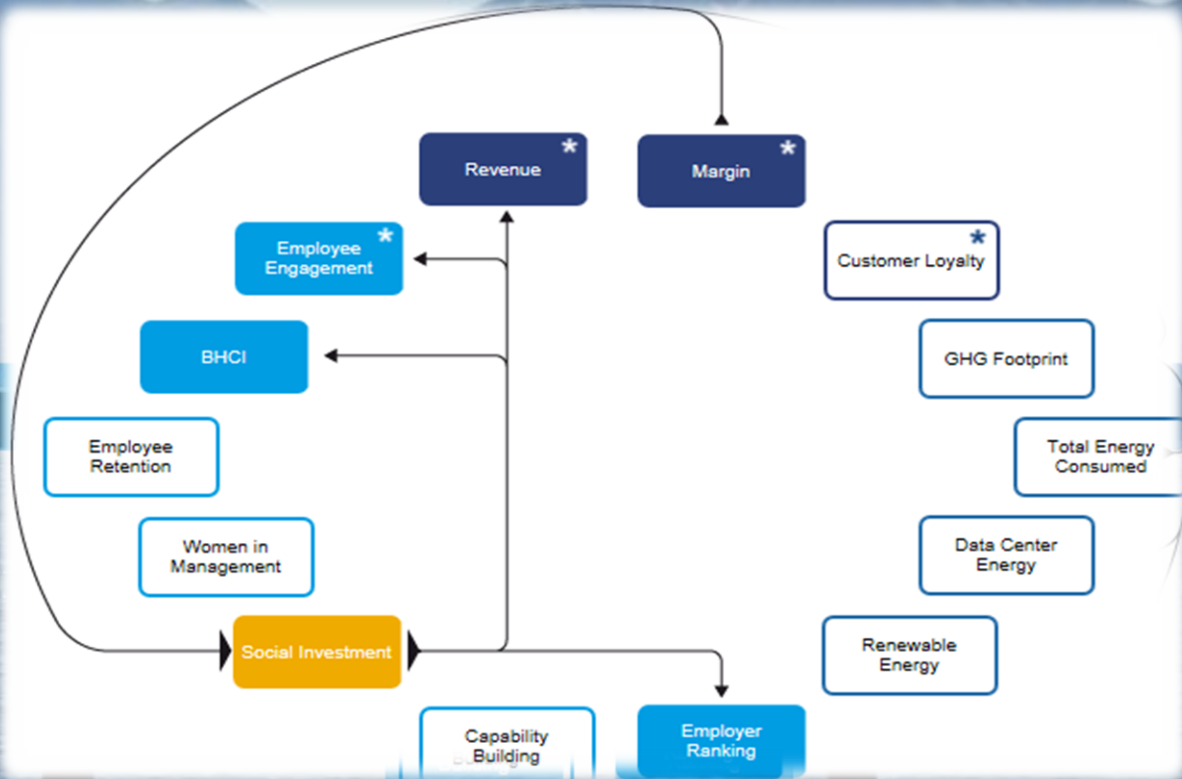 Revenue *
Margin *
Employee *
Engagement
Customer Loyalty *
BHCI
GHG Footprint
Employee
Retention
Total Energy
Consumed
Women in
Management
Data Center
Energy
Social Investment
Renewable
Energy
Capability
Building
Employer
Ranking